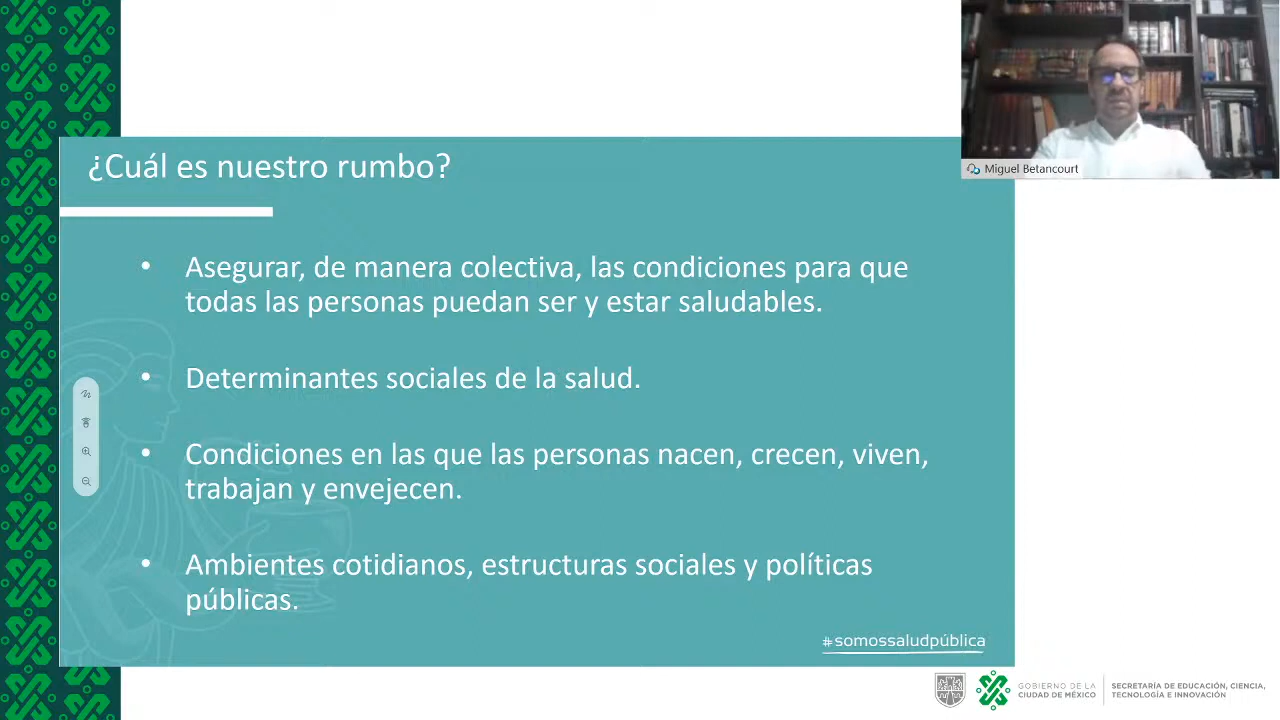 ¿Cuál es nuestro rumbo?
Miguel Betancourt
• Asegurar, de manera colectiva, las condiciones para que
todas las personas puedan ser y estar saludables.
• Determinantes sociales de la salud.
• Condiciones en las que las personas nacen, crecen, viven,
trabajan y envejecen.
• Ambientes cotidianos, estructuras sociales y políticas
públicas.
#somossaludpública
GOBIERNO DE LA
CIUDAD DE MÉXICO
SECRETARÍA DE EDUCACIÓN, CIENCIA,
TECNOLOGÍA E INNOVACIÓN